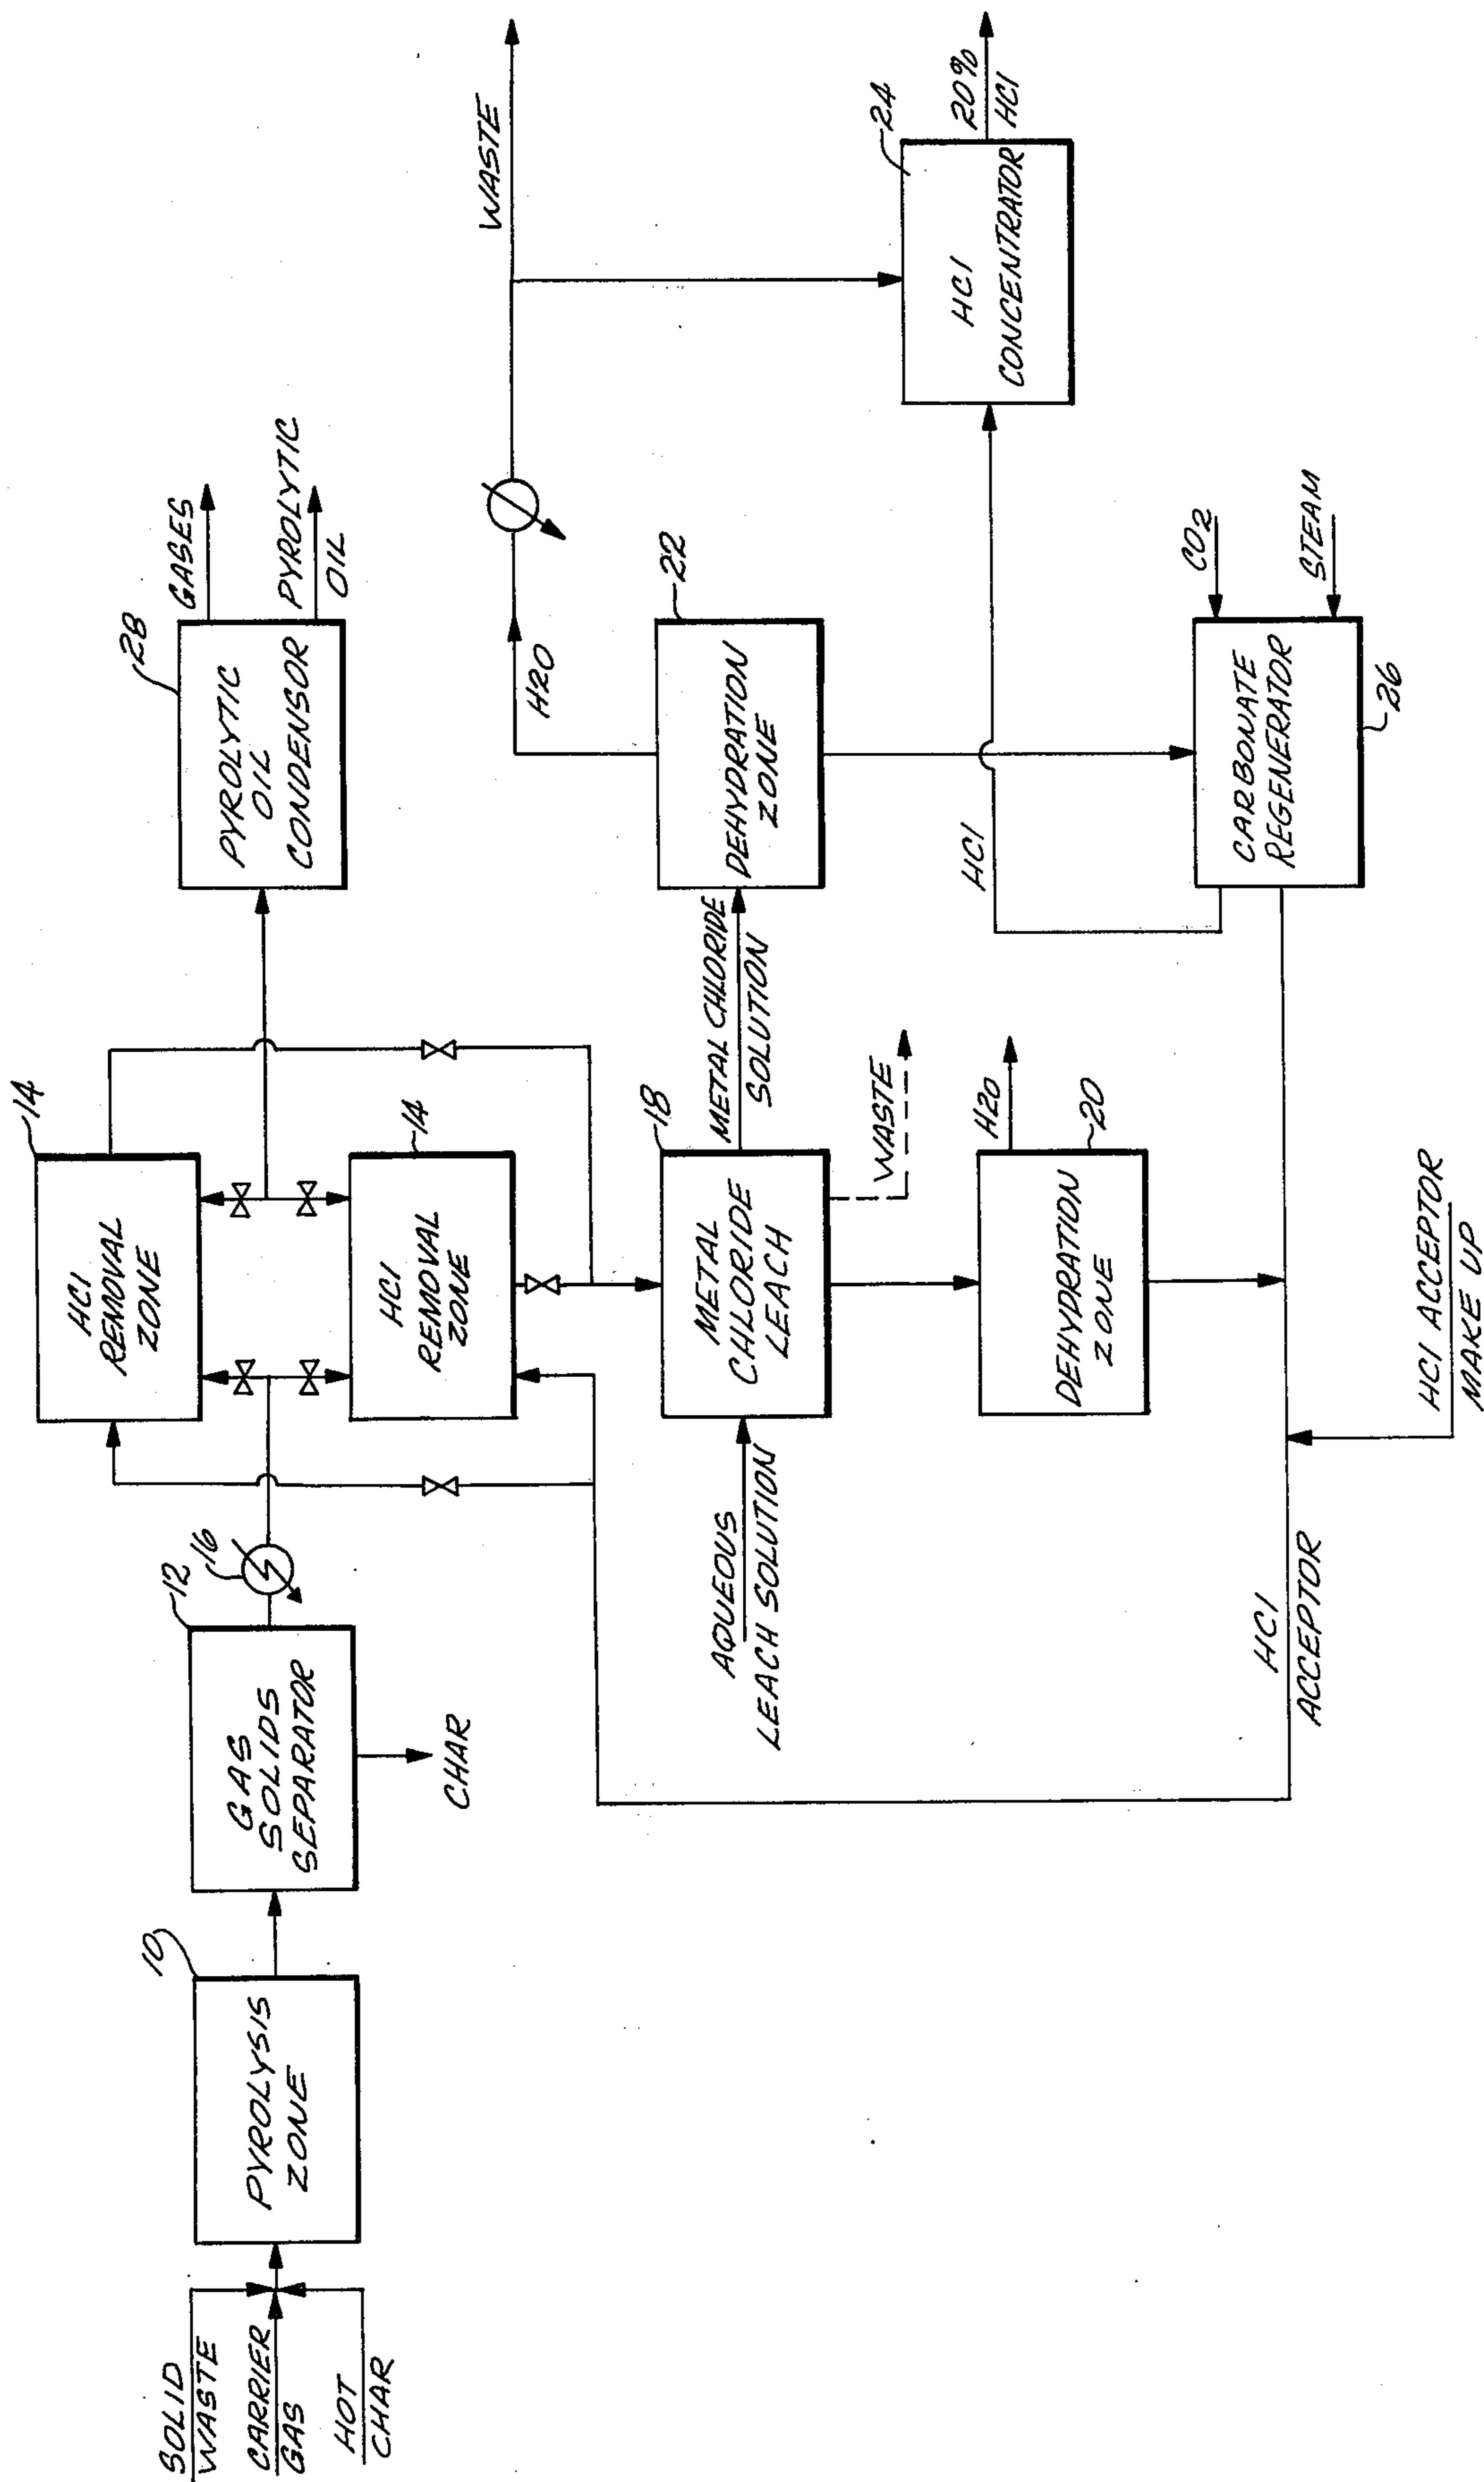 SOLID
WASTE
CARRIER
GAS
HOT
CHAR
10
PYROLYSIS
ZONE
12
GAS
SOLIDS
SEPARATOR
CHAR
16
14
HCl
REMOVAL
ZONE
14
HCl
REMOVAL
ZONE
28
PYROLYTIC
OIL
CONDENSOR
GASES
PYROLYTIC
OIL
AQUEOUS
LEACH SOLUTION
18
METAL
CHLORIDE
LEACH
METAL CHLORIDE
SOLUTION
WASTE
22
DEHYDRATION
ZONE
H2O
WASTE
20
DEHYDRATION
ZONE
H2O
24
HCl
CONCENTRATOR
20%
HCl
HCl
CARBONATE
REGENERATOR
26
CO2
STEAM
HCl
ACCEPTOR
HCl ACCEPTOR
MAKE UP